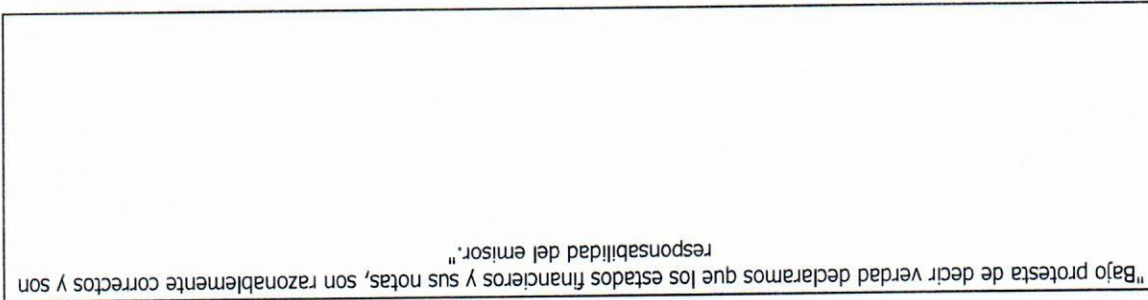 "Bajo protesta de decir verdad declaramos que los estados financieros y sus notas, son razonablemente correctos y son
responsabilidad del emisor."